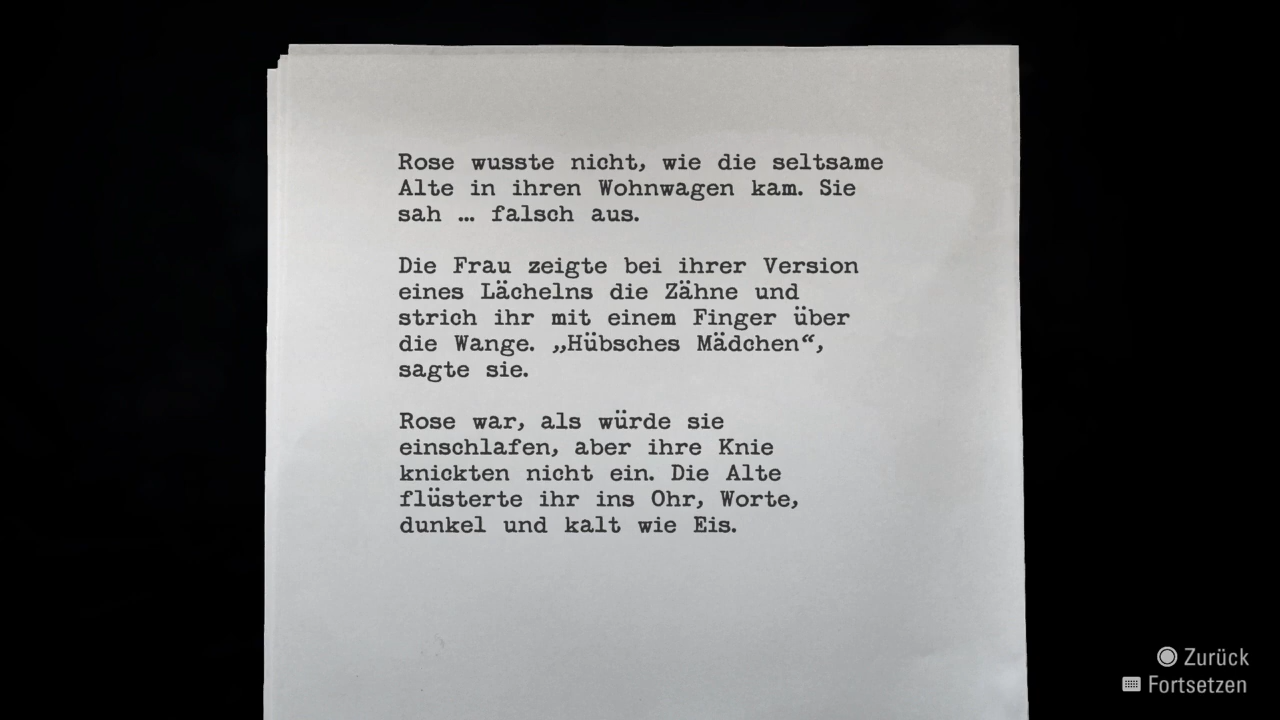 Rose wusste nicht, wie die seltsame
Alte in ihren Wohnwagen kam. Sie
sah … falsch aus.
Die Frau zeigte bei ihrer Version
eines Lächelns die Zähne und
strich ihr mit einem Finger über
die Wange. „Hübsches Mädchen“,
sagte sie.
Rose war, als würde sie
einschlafen, aber ihre Knie
knickten nicht ein. Die Alte
flüsterte ihr ins Ohr, Worte,
dunkel und kalt wie Eis.
Zurück
Fortsetzen